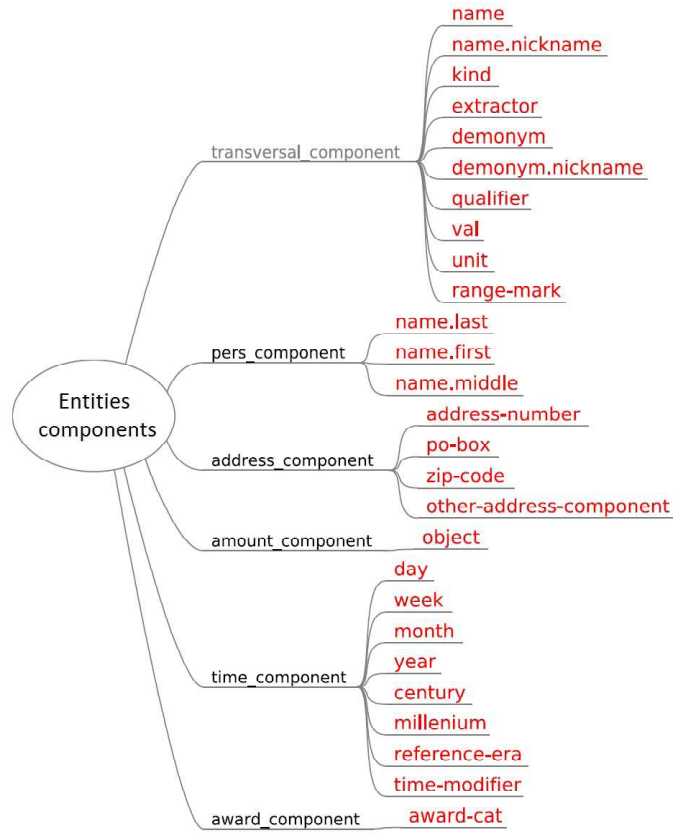 name
name.nickname
kind
extractor
demonym
transversal_component
demonym.nickname
qualifier
val
unit
range-mark
name.last
pers_component
name.first
name.middle
Entities
components
address-number
po-box
address_component
zip-code
other-address-component
amount_component
object
day
week
month
year
time_component
century
millenium
reference-era
time-modifier
award_component
award-cat